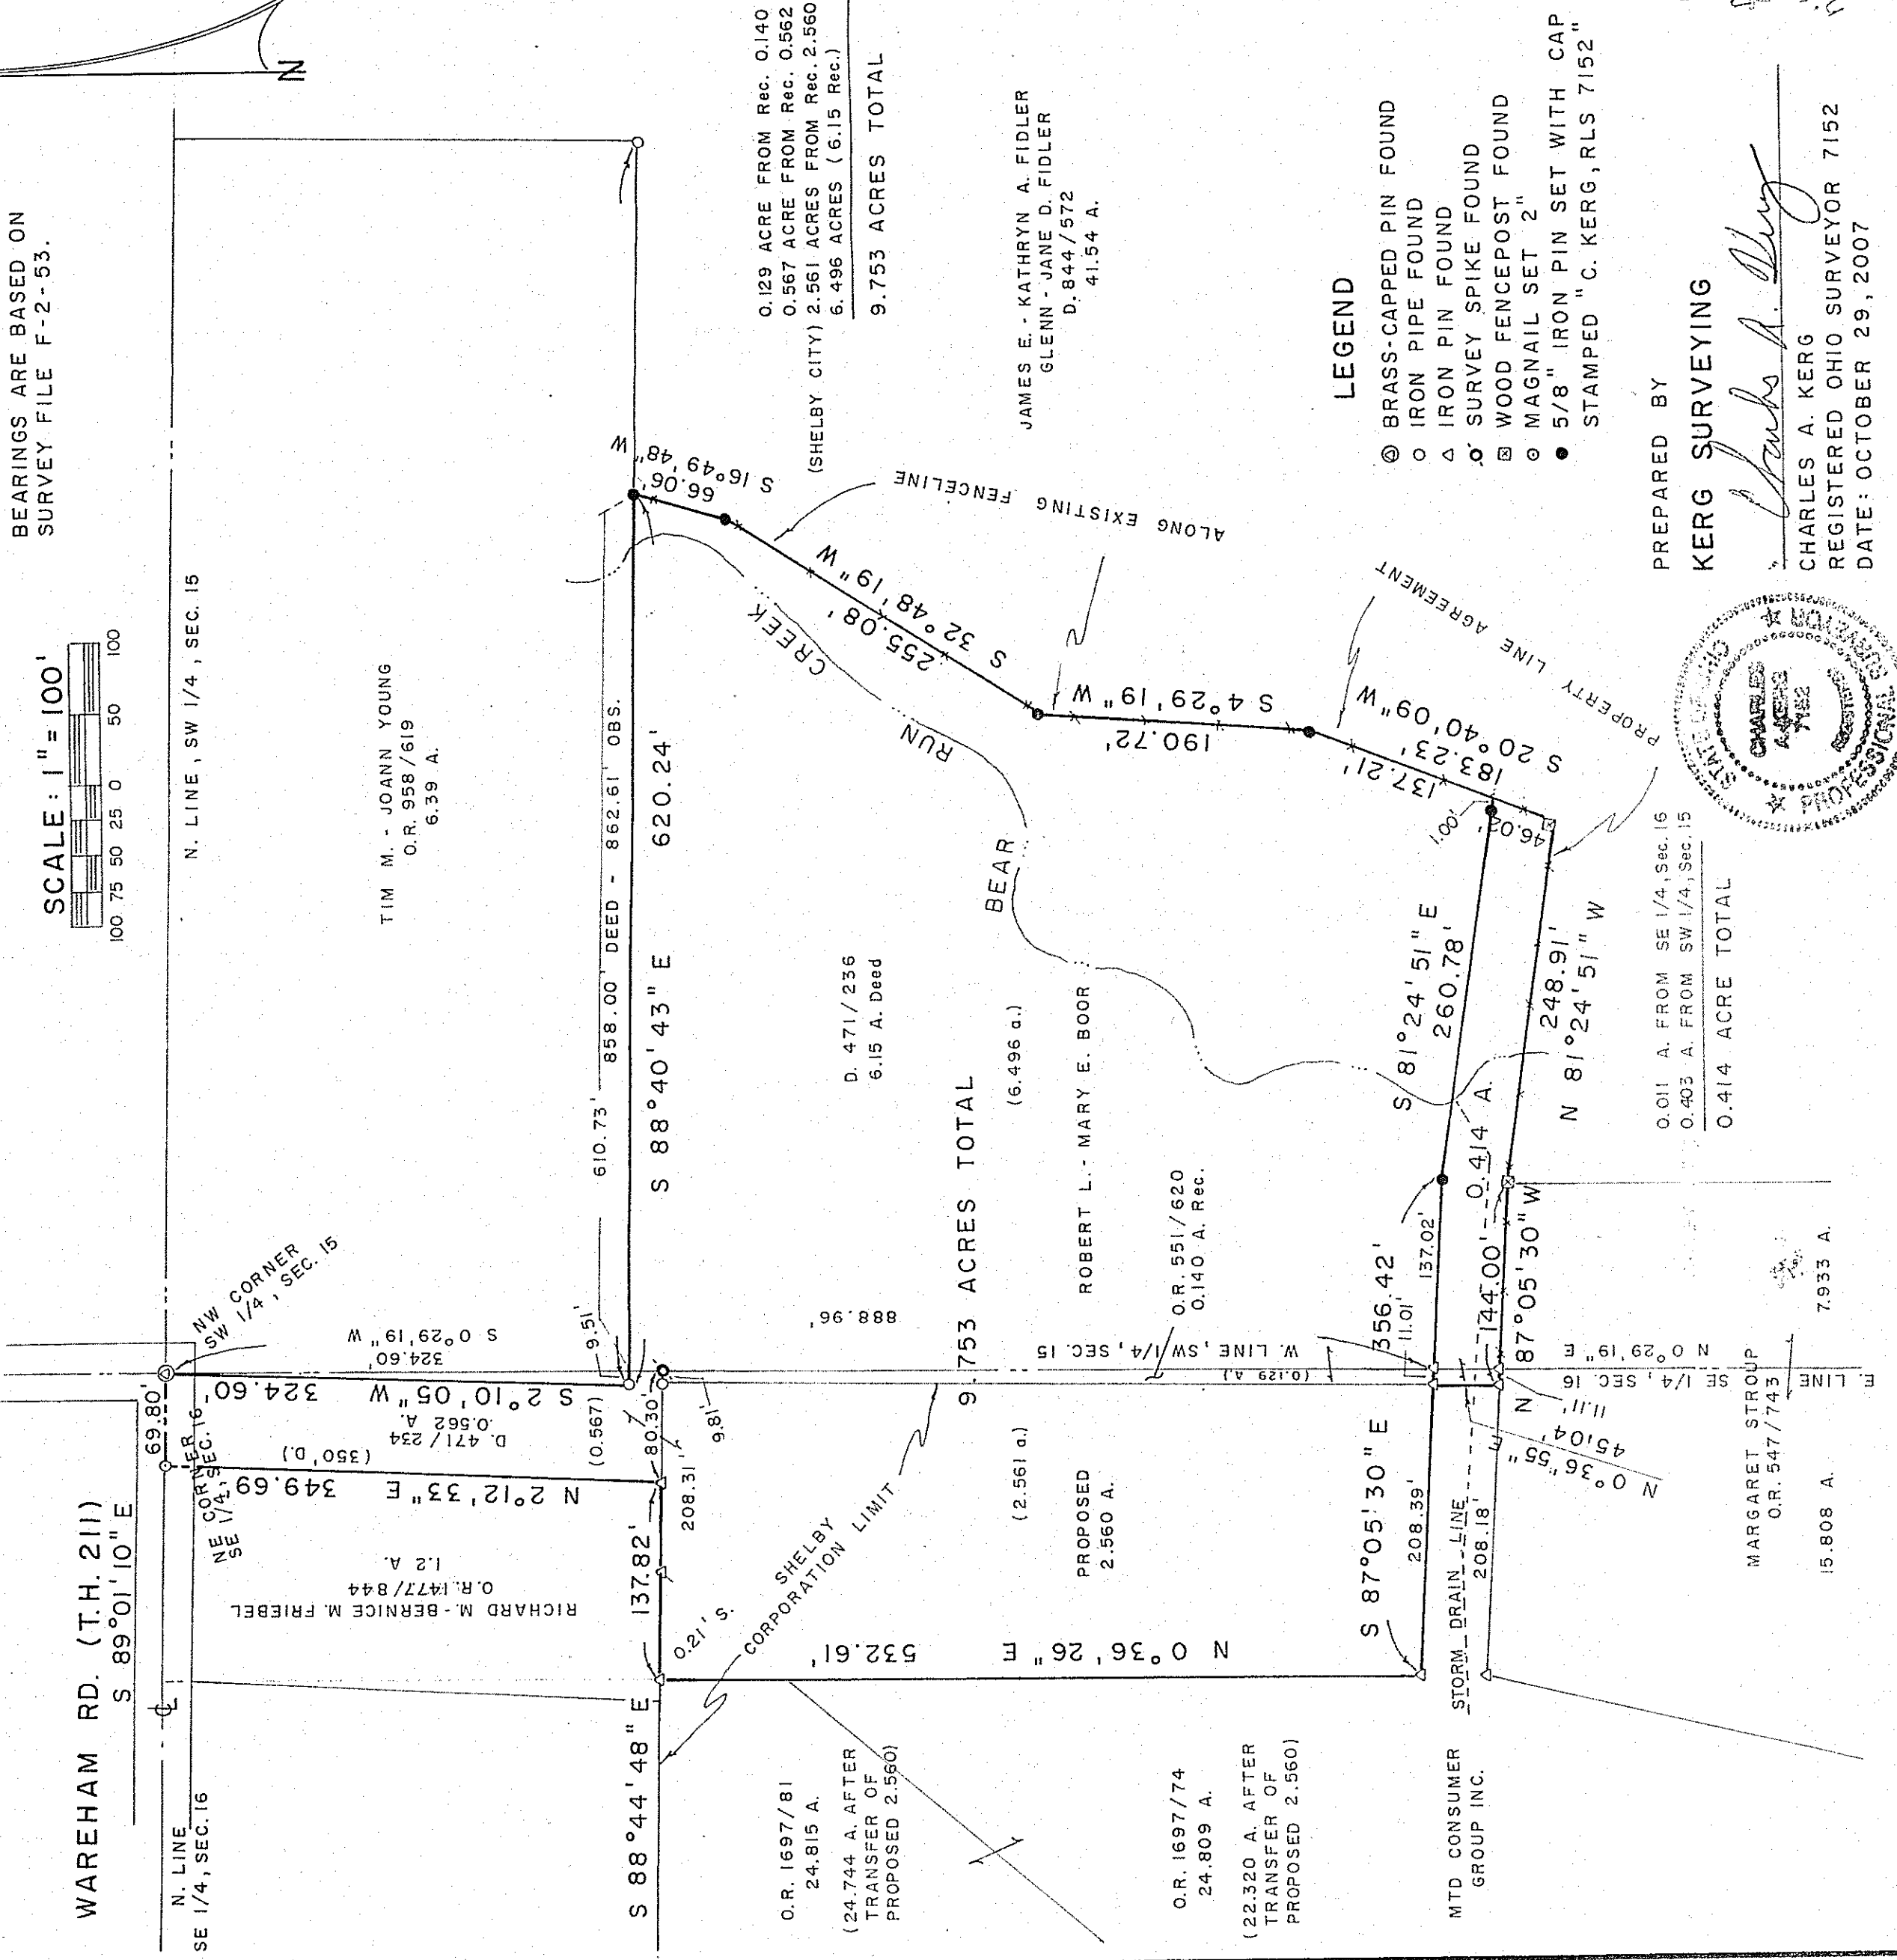 BEARINGS ARE BASED ON
SURVEY FILE F-2-53.
N
SCALE: 1" = 100'
100 75 50 25 0 50 100
WAREHAM RD. (T.H. 211)
S 89°01'10" E
N. LINE
SE 1/4, SEC. 16
69.80'
NE CORNER
SE 1/4, SEC. 16
NW CORNER
SW 1/4, SEC. 15
N. LINE, SW 1/4, SEC. 15
S 0°29'19" W
324.60'
S 2°10'05" W
324.60'
D. 471/234
0.562 A.
(350' D.)
N 2°12'33" E
349.69
(0.567)
RICHARD M.-BERNICE M. FRIEBEL
O.R. 1477/844
1.2 A.
TIM M. - JOANN YOUNG
O.R. 958/619
6.39 A.
9.51'
610.73'
858.00' DEED - 862.61' OBS.
S 88°40'43" E 620.24'
S 88°44'48" E
137.82'
80.30'
208.31'
9.81'
0.21' S.
SHELBY
CORPORATION LIMIT
N 0°36'26" E 532.61'
888.96'
D. 471/236
6.15 A. Deed
(6.496 a.)
9.753 ACRES TOTAL
ROBERT L.- MARY E. BOOR
(2.561 a.)
PROPOSED
2.560 A.
O.R. 551/620
0.140 A. Rec.
(0.129 A.)
W. LINE, SW 1/4, SEC. 15
BEAR
RUN
CREEK
S 16°49'48" W
66.06'
S 32°48'19" W
255.08'
S 4°29'19" W
190.72'
S 20°40'09" W
183.23'
137.21'
46.02'
1.00'
ALONG EXISTING FENCELINE
PROPERTY LINE AGREEMENT
0.129 ACRE FROM Rec. 0.140
0.567 ACRE FROM Rec. 0.562
(SHELBY CITY) 2.561 ACRES FROM Rec. 2.560
6.496 ACRES (6.15 Rec.)
9.753 ACRES TOTAL
JAMES E. - KATHRYN A. FIDLER
GLENN - JANE D. FIDLER
D. 844/572
41.54 A.
O.R. 1697/81
24.815 A.
(24.744 A. AFTER
TRANSFER OF
PROPOSED 2.560)
O.R. 1697/74
24.809 A.
(22.320 A. AFTER
TRANSFER OF
PROPOSED 2.560)
MTD CONSUMER
GROUP INC.
S 87°05'30" E
356.42'
208.39'
11.01'
137.02'
S 81°24'51" E
260.78'
STORM DRAIN LINE
0.414 A.
208.18'
144.00'
N 87°05'30" W
11.11'
45.04'
N 0°36'55" E
248.91'
N 81°24'51" W
N 0°29'19" E
E. LINE SE 1/4, SEC. 16
MARGARET STROUP
O.R. 547/743
15.808 A.
7.933 A.
0.011 A. FROM SE 1/4, Sec. 16
0.403 A. FROM SW 1/4, Sec. 15
0.414 ACRE TOTAL
LEGEND
BRASS-CAPPED PIN FOUND
IRON PIPE FOUND
IRON PIN FOUND
SURVEY SPIKE FOUND
WOOD FENCEPOST FOUND
MAGNAIL SET 2"
5/8" IRON PIN SET WITH CAP
STAMPED "C. KERG, RLS 7152"
PREPARED BY
KERG SURVEYING
Charles A. Kerg
CHARLES A. KERG
REGISTERED OHIO SURVEYOR 7152
DATE: OCTOBER 29, 2007
STATE OF OHIO
CHARLES
A. KERG
7152
REGISTERED
PROFESSIONAL SURVEYOR